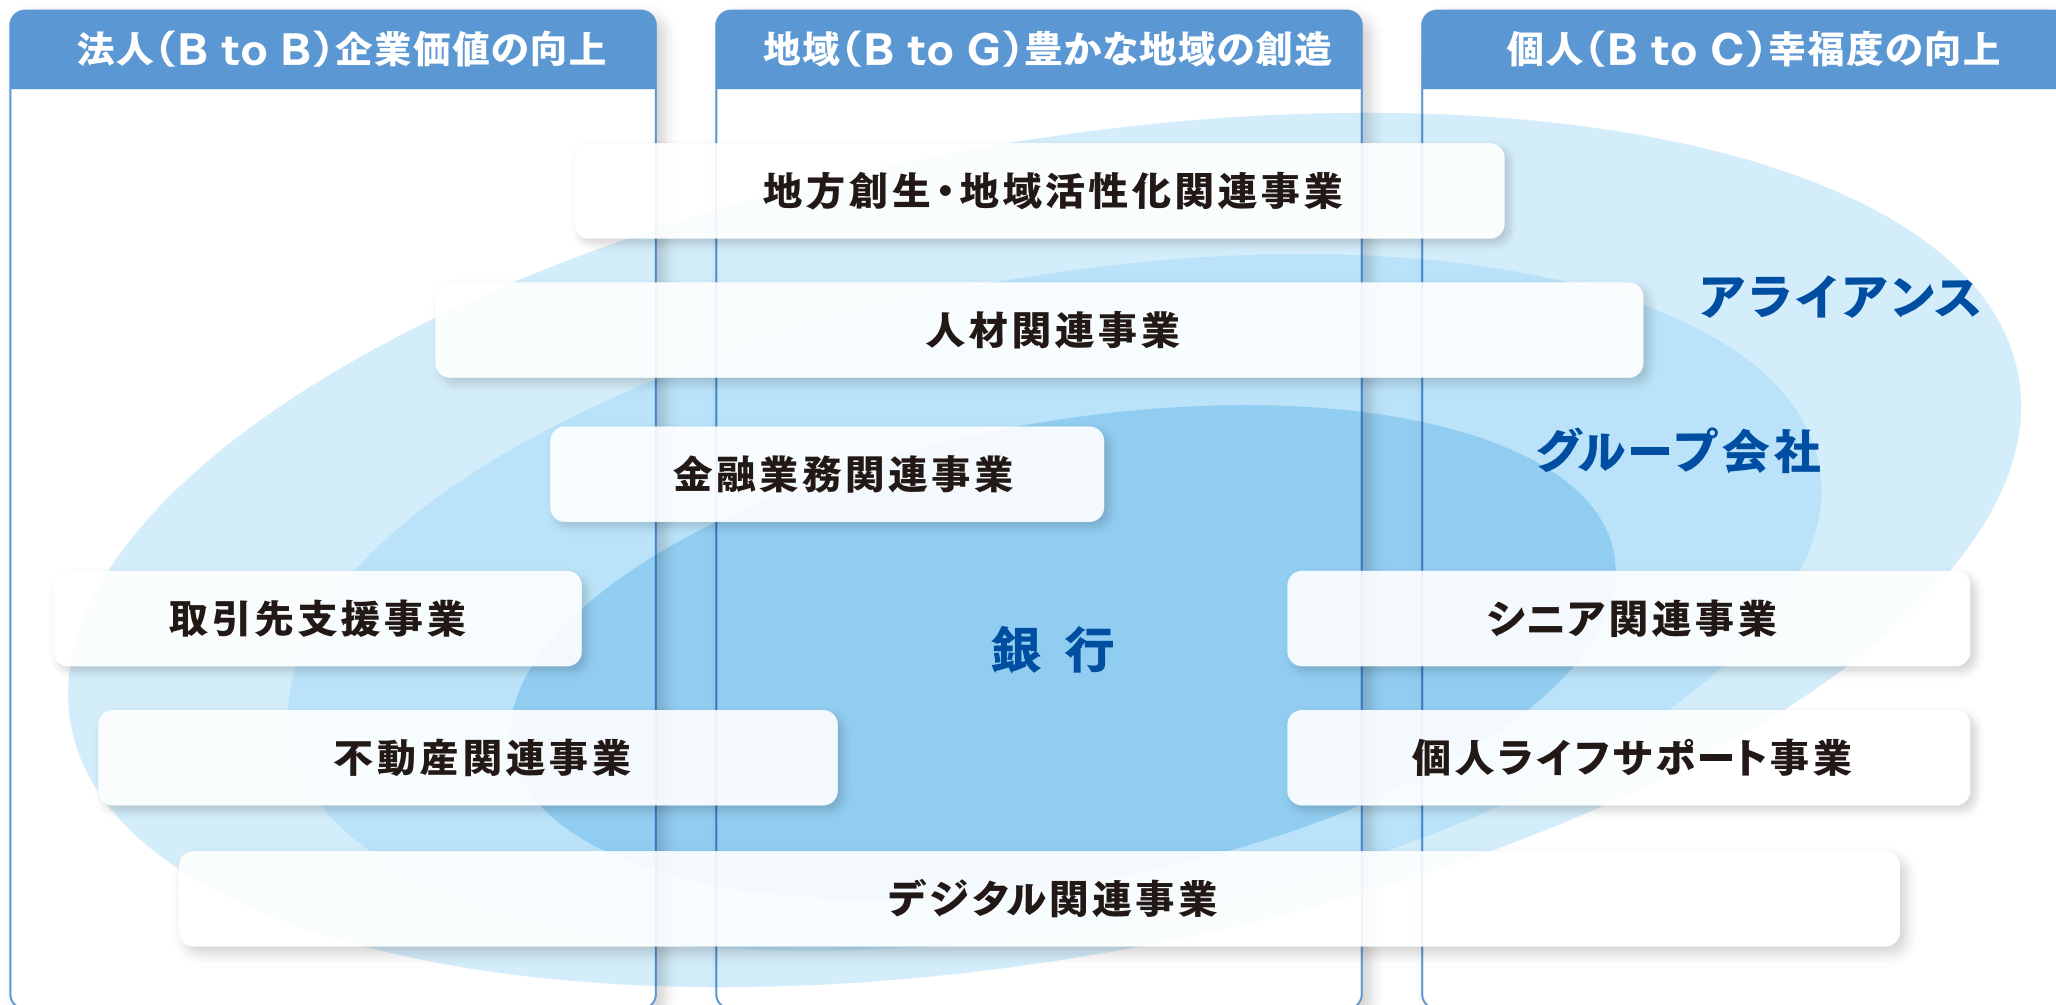 法人（B to B）企業価値の向上
地域（B to G）豊かな地域の創造
個人（B to C）幸福度の向上
地方創生・地域活性化関連事業
アライアンス
人材関連事業
グループ会社
金融業務関連事業
取引先支援事業
シニア関連事業
銀 行
不動産関連事業
個人ライフサポート事業
デジタル関連事業